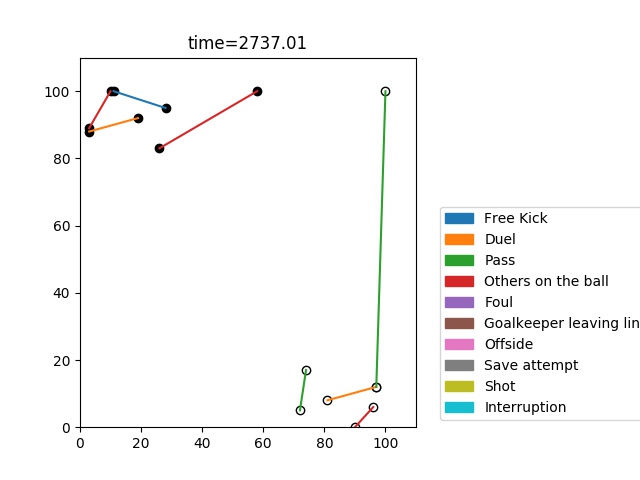 time=2737.01
100
80
60
40
20
0
0 20 40 60 80 100
Free Kick
Duel
Pass
Others on the ball
Foul
Goalkeeper leaving lin
Offside
Save attempt
Shot
Interruption